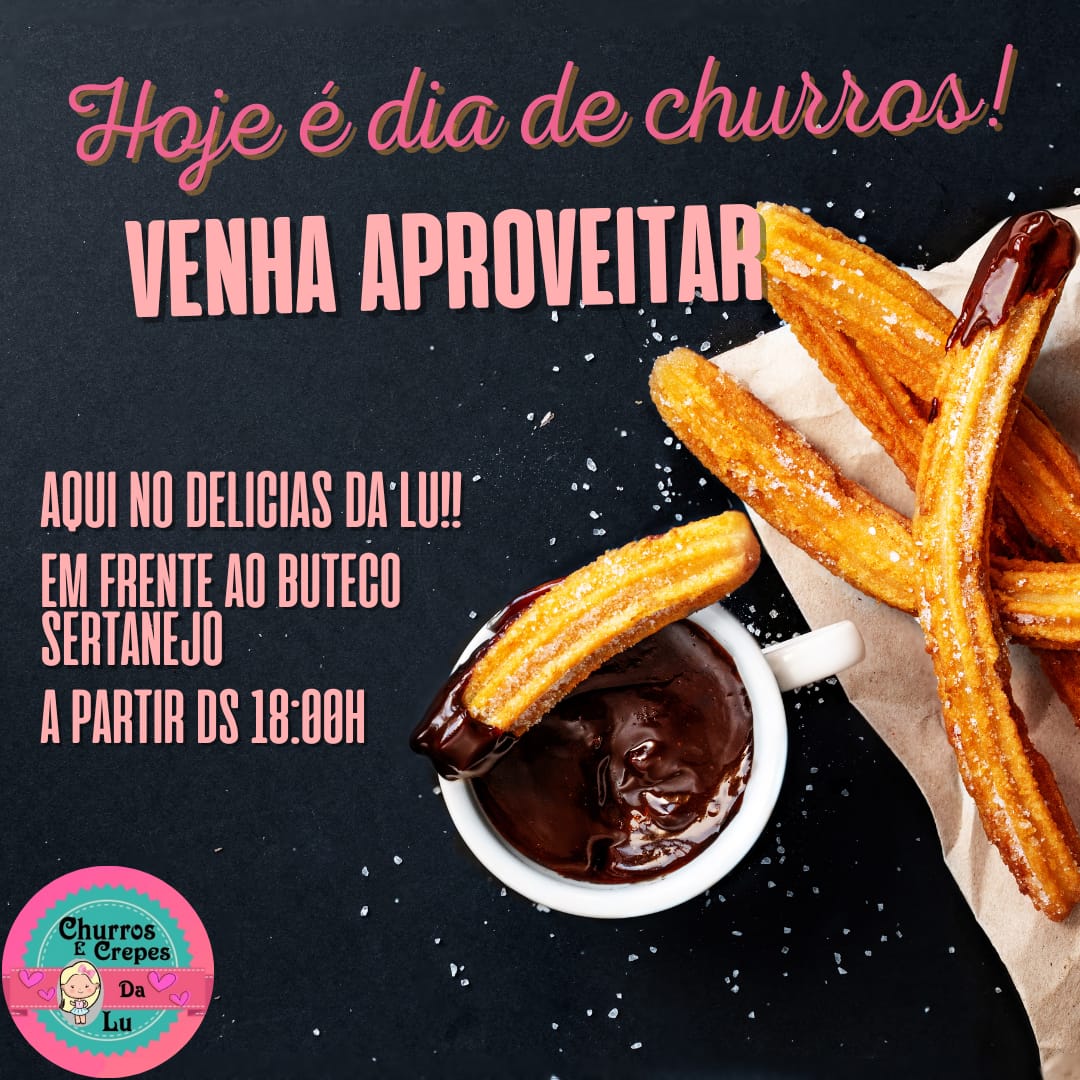 Hoje é dia de churros!
VENHA APROVEITAR
AQUI NO DELICIAS DA LU!!
EM FRENTE AO BUTECO
SERTANEJO
A PARTIR DS 18:00H
Churros
E Crepes
Da
Lu